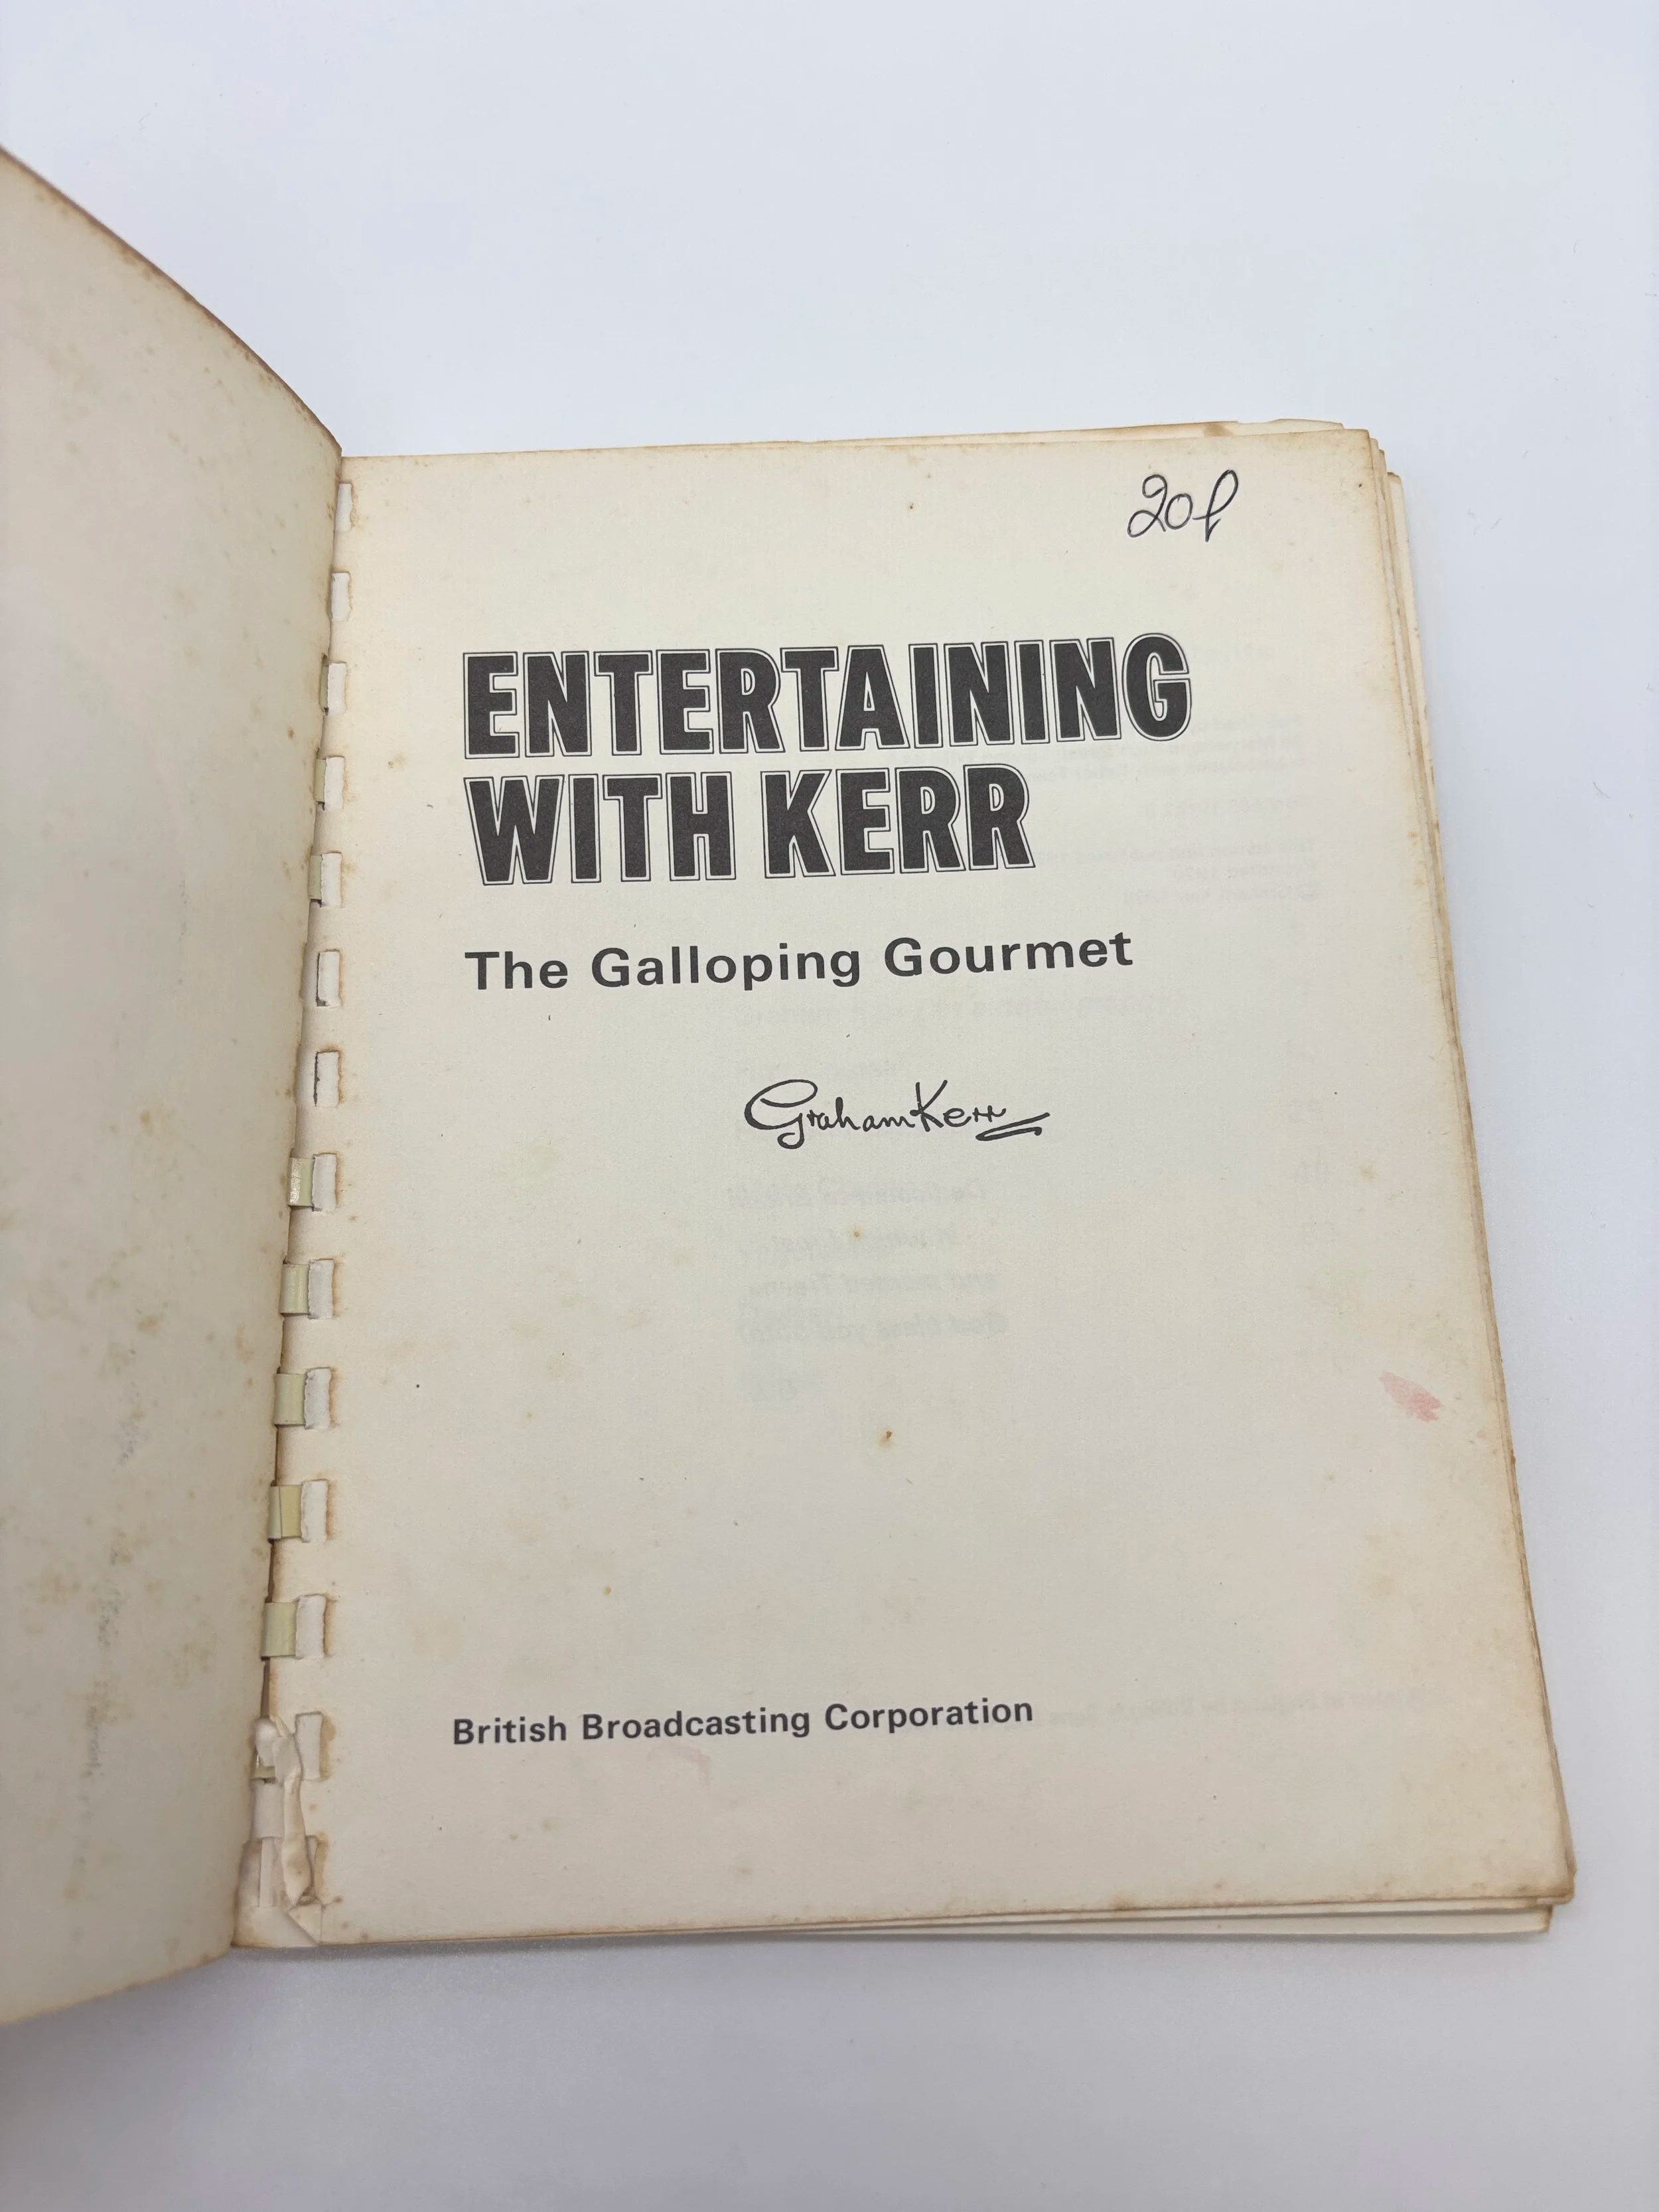 20p
ENTERTAINING
WITH KERR
The Galloping Gourmet
Graham Kerr
British Broadcasting Corporation